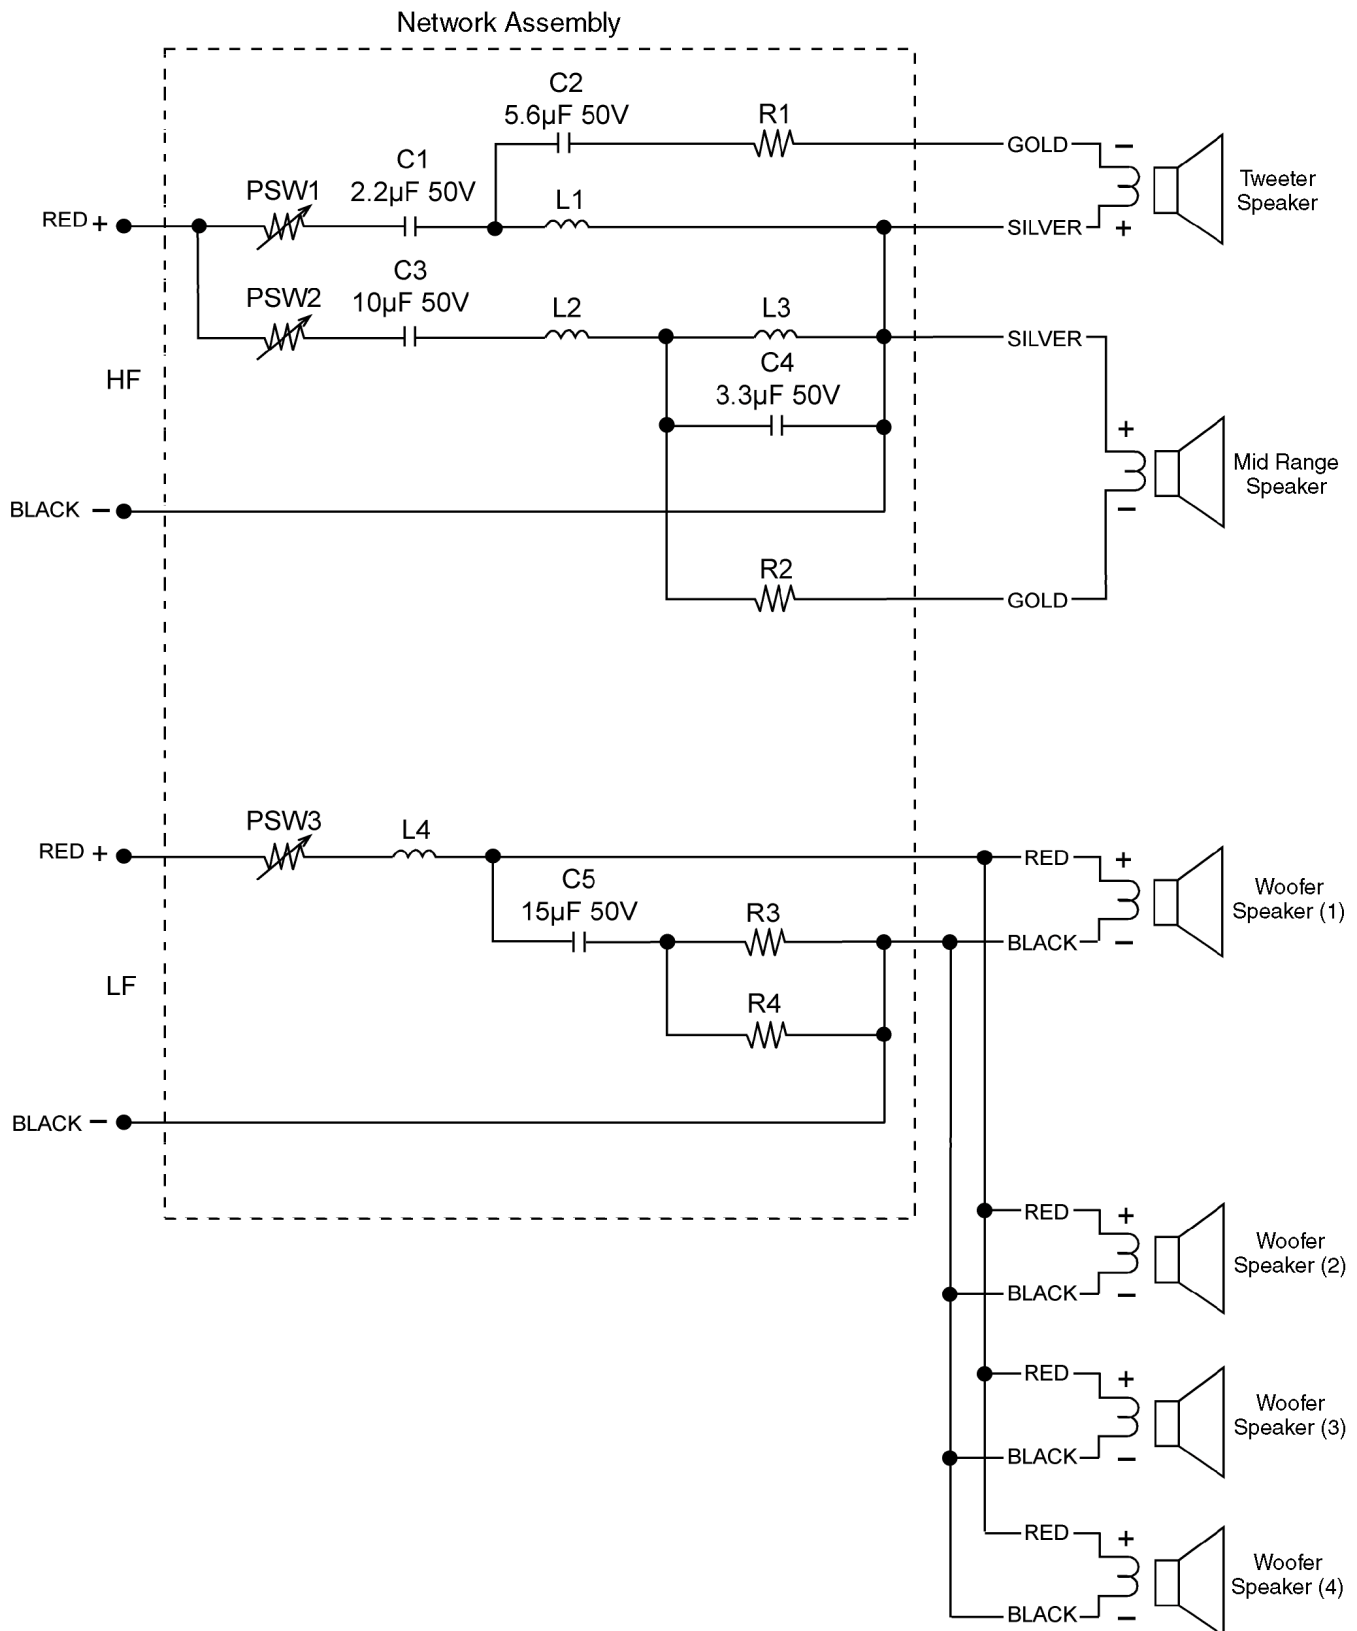 Network Assembly
C2
5.6µF 50V
R1
GOLD
−
Tweeter
Speaker
C1
2.2µF 50V
PSW1
L1
RED +
SILVER
+
C3
10µF 50V
PSW2
L2
L3
SILVER
C4
3.3µF 50V
HF
+
Mid Range
Speaker
−
BLACK −
R2
GOLD
PSW3
L4
RED +
RED
+
C5
15µF 50V
R3
Woofer
Speaker (1)
BLACK
−
LF
R4
BLACK −
RED
+
Woofer
Speaker (2)
BLACK
−
RED
+
Woofer
Speaker (3)
BLACK
−
RED
+
Woofer
Speaker (4)
BLACK
−